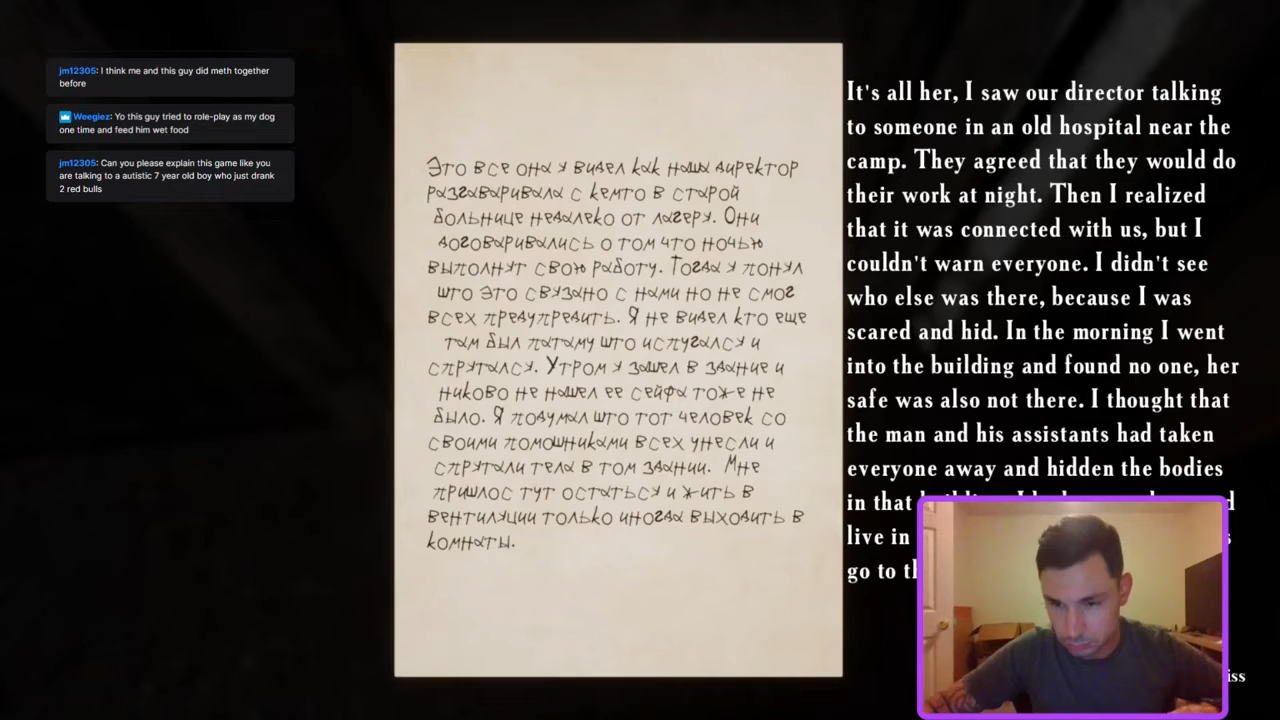 jm12305: I think me and this guy did meth together
before
Weegiez: Yo this guy tried to role-play as my dog
one time and feed him wet food
jm12305: Can you please explain this game like you
are talking to a autistic 7 year old boy who just drank
2 red bulls
Это все она я видел как наша директор
разгаваривала с кемто в старой
больнице недалеко от лагеря. Они
договаривались о том что ночью
выполнят свою работу. Тогда я понял
што это связано с нами но не смог
всех предупредить. Я не видел кто еще
там был патаму што испугался и
спрятался. Утром я зашел в здание и
никово не нашел ее сейфа тоже не
было. Я подумал што тот человек со
своими помошниками всех унесли и
спрятали тела в том здании. Мне
пришлос тут остаться и жить в
вентиляции только иногда выходить в
комнаты.
It's all her, I saw our director talking
to someone in an old hospital near the
camp. They agreed that they would do
their work at night. Then I realized
that it was connected with us, but I
couldn't warn everyone. I didn't see
who else was there, because I was
scared and hid. In the morning I went
into the building and found no one, her
safe was also not there. I thought that
the man and his assistants had taken
everyone away and hidden the bodies
in that
live in
go to